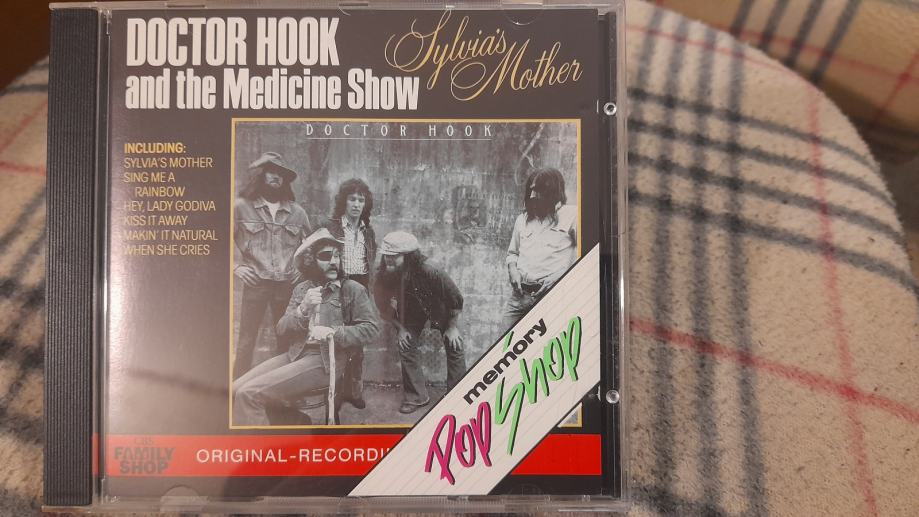 DOCTOR HOOK
and the Medicine Show
Sylvia's
Mother
INCLUDING:
SYLVIA'S MOTHER
SING ME A
RAINBOW
HEY, LADY GODIVA
KISS IT AWAY
MAKIN' IT NATURAL
WHEN SHE CRIES
DOCTOR HOOK
memory
Pop Shop
CBS
FAMILY
SHOP
ORIGINAL-RECORDI